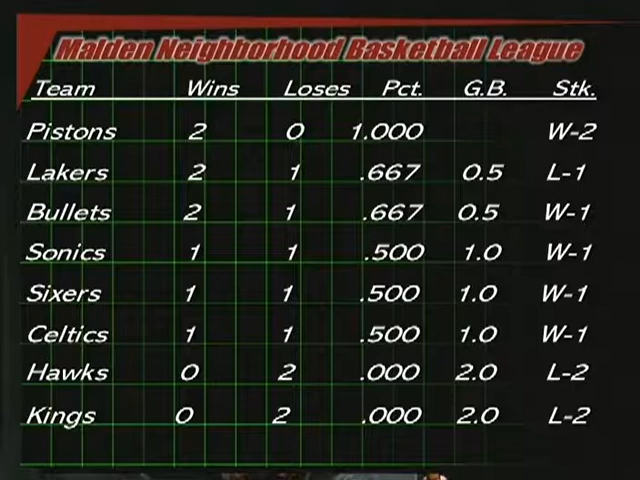 Malden Neighborhood Basketball League
Team Wins Loses Pct. G.B. Stk.
Pistons 2 0 1.000 W-2
Lakers 2 1 .667 0.5 L-1
Bullets 2 1 .667 0.5 W-1
Sonics 1 1 .500 1.0 W-1
Sixers 1 1 .500 1.0 W-1
Celtics 1 1 .500 1.0 W-1
Hawks 0 2 .000 2.0 L-2
Kings 0 2 .000 2.0 L-2